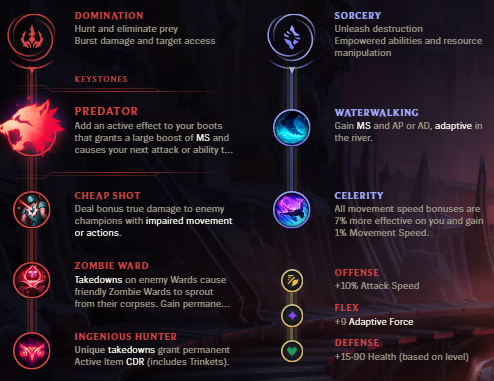 DOMINATION
Hunt and eliminate prey
Burst damage and target access
KEYSTONES
PREDATOR
Add an active effect to your boots
that grants a large boost of MS and
causes your next attack or ability t...
CHEAP SHOT
Deal bonus true damage to enemy
champions with impaired movement
or actions.
ZOMBIE WARD
Takedowns on enemy Wards cause
friendly Zombie Wards to sprout
from their corpses. Gain permane...
INGENIOUS HUNTER
Unique takedowns grant permanent
Active Item CDR (includes Trinkets).
SORCERY
Unleash destruction
Empowered abilities and resource
manipulation
WATERWALKING
Gain MS and AP or AD, adaptive in
the river.
CELERITY
All movement speed bonuses are
7% more effective on you and gain
1% Movement Speed.
OFFENSE
+10% Attack Speed
FLEX
+9 Adaptive Force
DEFENSE
+15-90 Health (based on level)